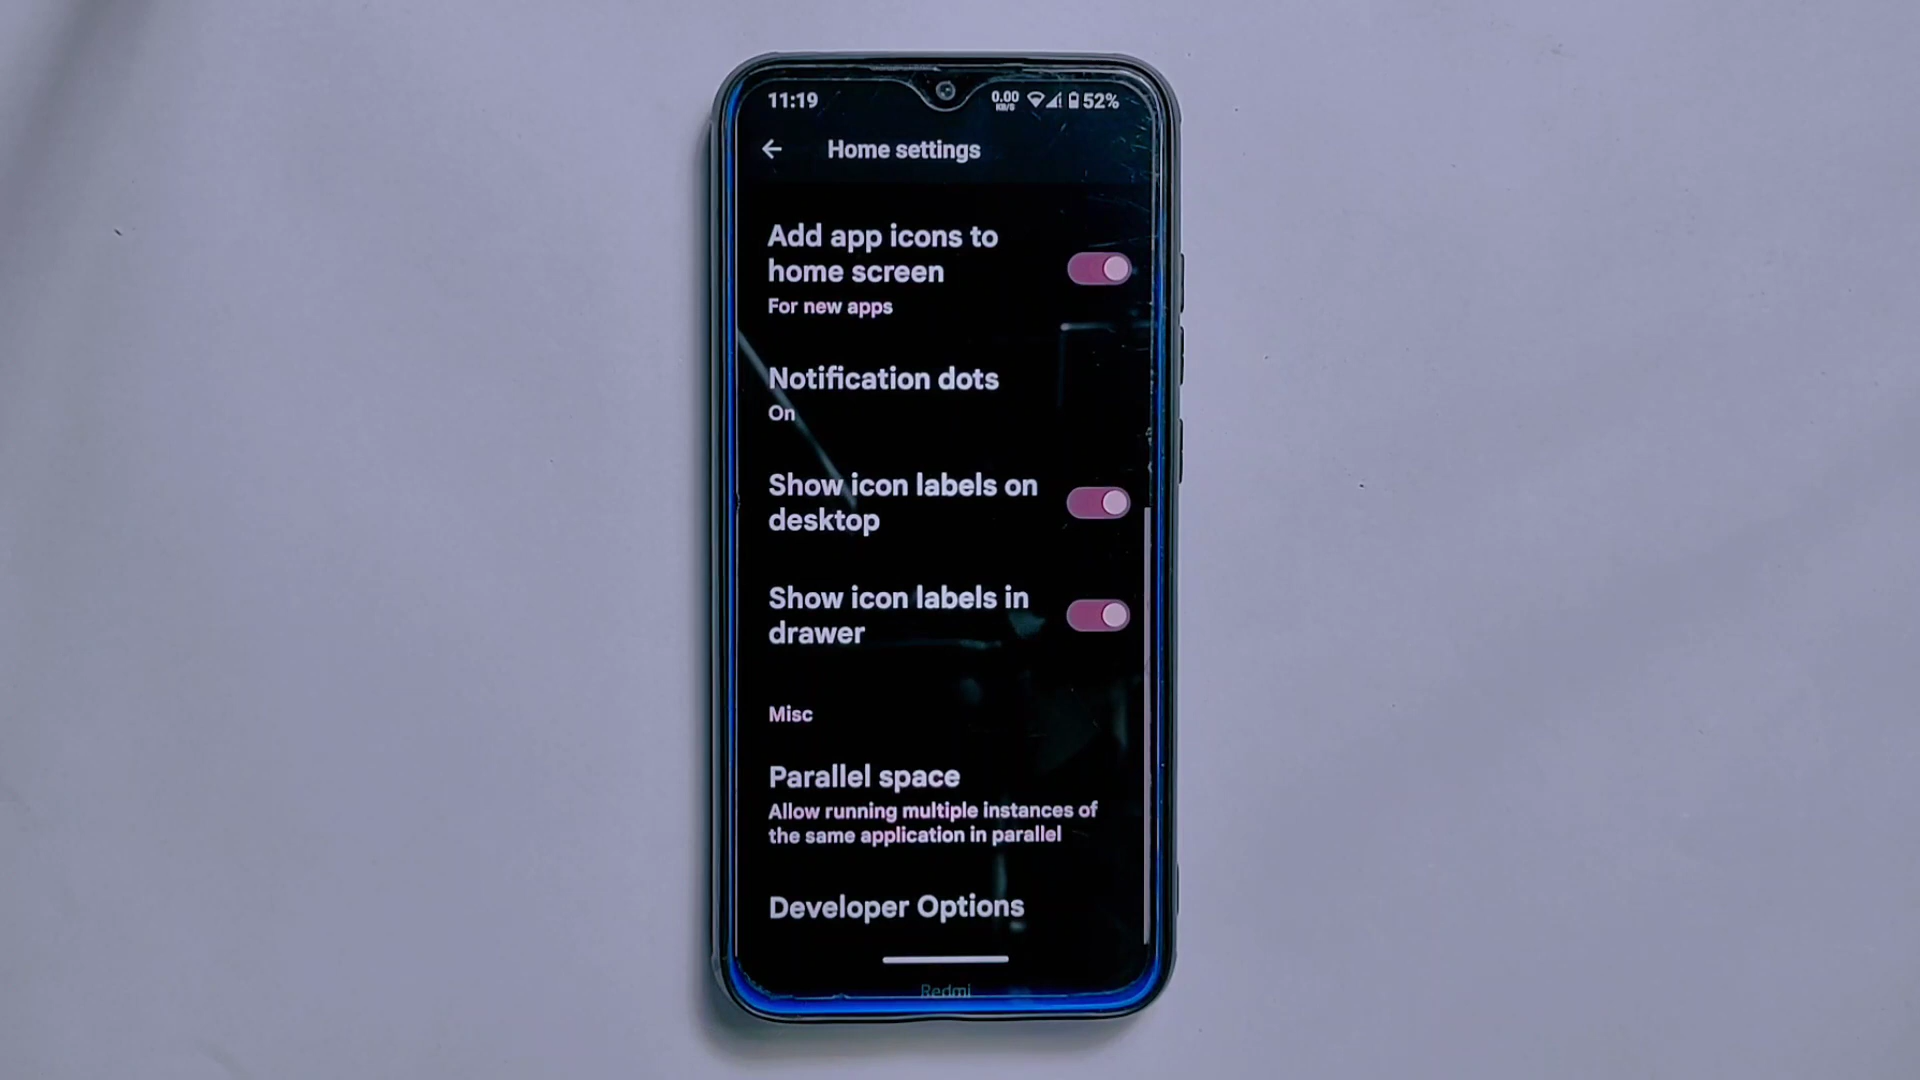 11:19 0.00 KB/S 52%
Home settings
Add app icons to
home screen
For new apps
Notification dots
On
Show icon labels on
desktop
Show icon labels in
drawer
Misc
Parallel space
Allow running multiple instances of
the same application in parallel
Developer Options
Redmi